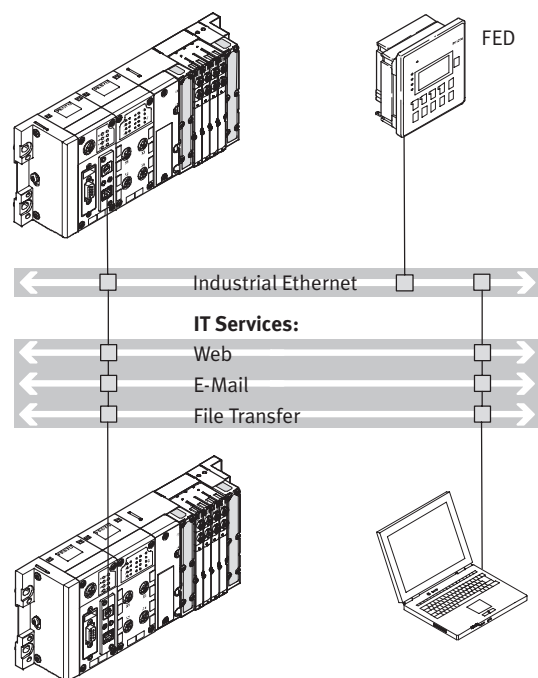 FED
Industrial Ethernet
IT Services:
Web
E-Mail
File Transfer